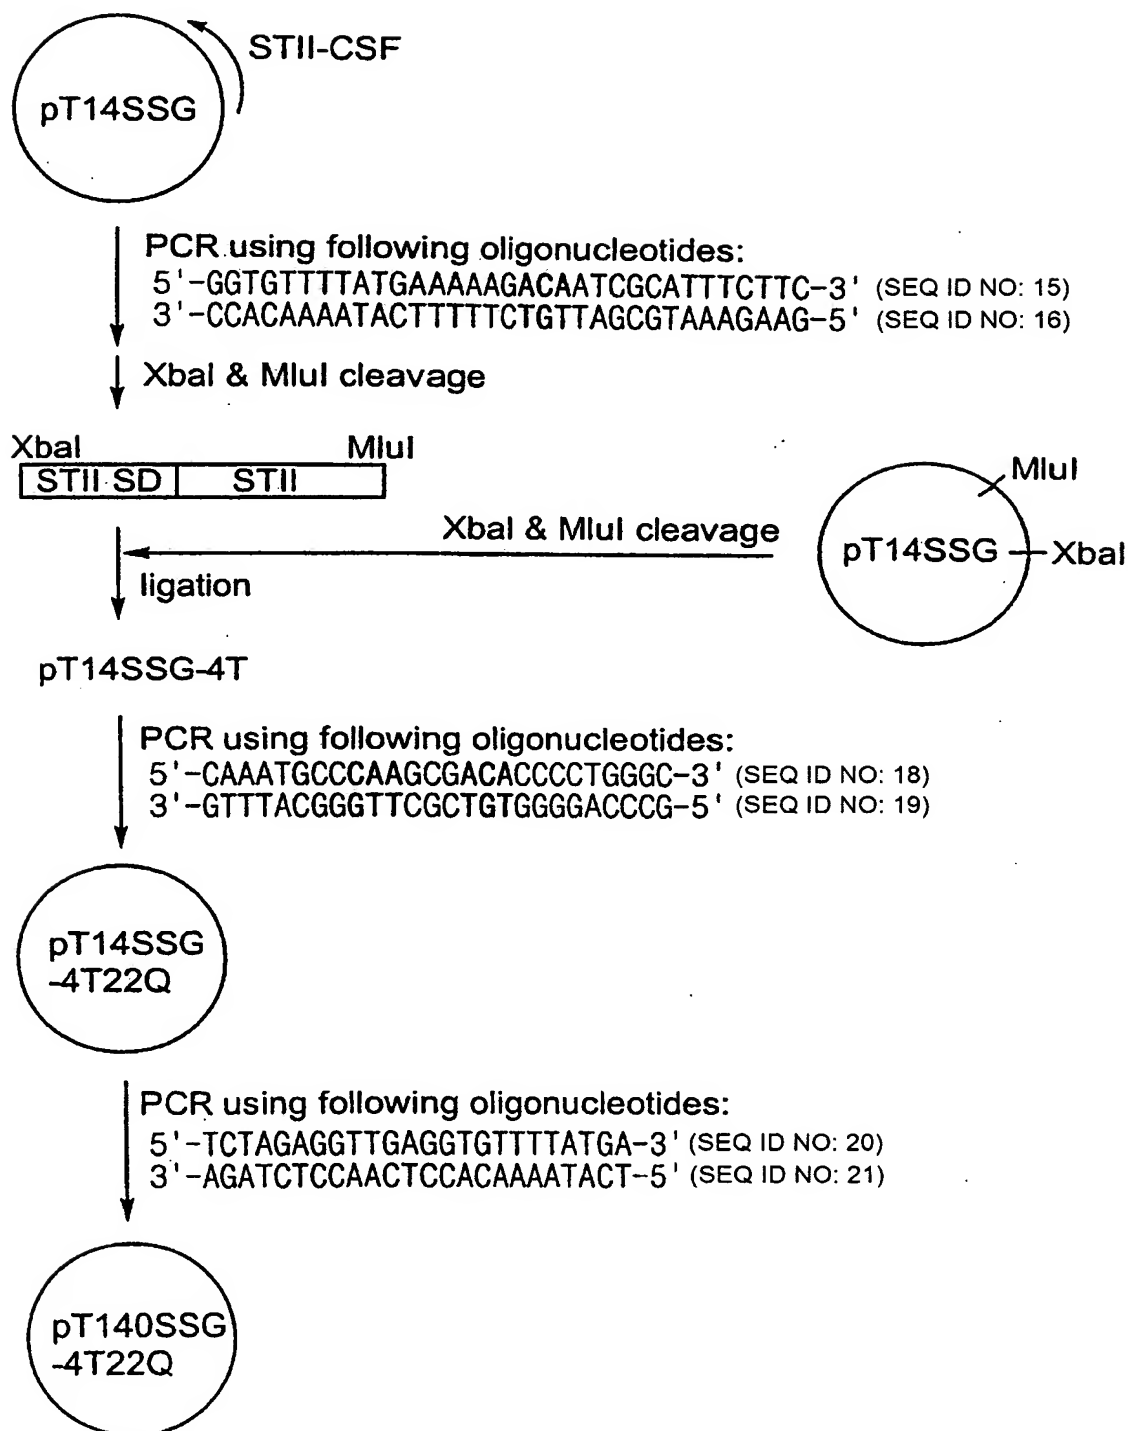 STII-CSF
pT14SSG
PCR using following oligonucleotides:
5'-GGTGTTTTATGAAAAAGACAATCGCATTTCTTC-3' (SEQ ID NO: 15)
3'-CCACAAAATACTTTTTCTGTTAGCGTAAAGAAG-5' (SEQ ID NO: 16)
XbaI & MluI cleavage
XbaI MluI
STII SD STII
MluI
XbaI & MluI cleavage
pT14SSG XbaI
ligation
pT14SSG-4T
PCR using following oligonucleotides:
5'-CAAATGCCCAAGCGACACCCCTGGGC-3' (SEQ ID NO: 18)
3'-GTTTACGGGTTCGCTGTGGGGACCCG-5' (SEQ ID NO: 19)
pT14SSG
-4T22Q
PCR using following oligonucleotides:
5'-TCTAGAGGTTGAGGTGTTTTATGA-3' (SEQ ID NO: 20)
3'-AGATCTCCAACTCCACAAAATACT-5' (SEQ ID NO: 21)
pT140SSG
-4T22Q